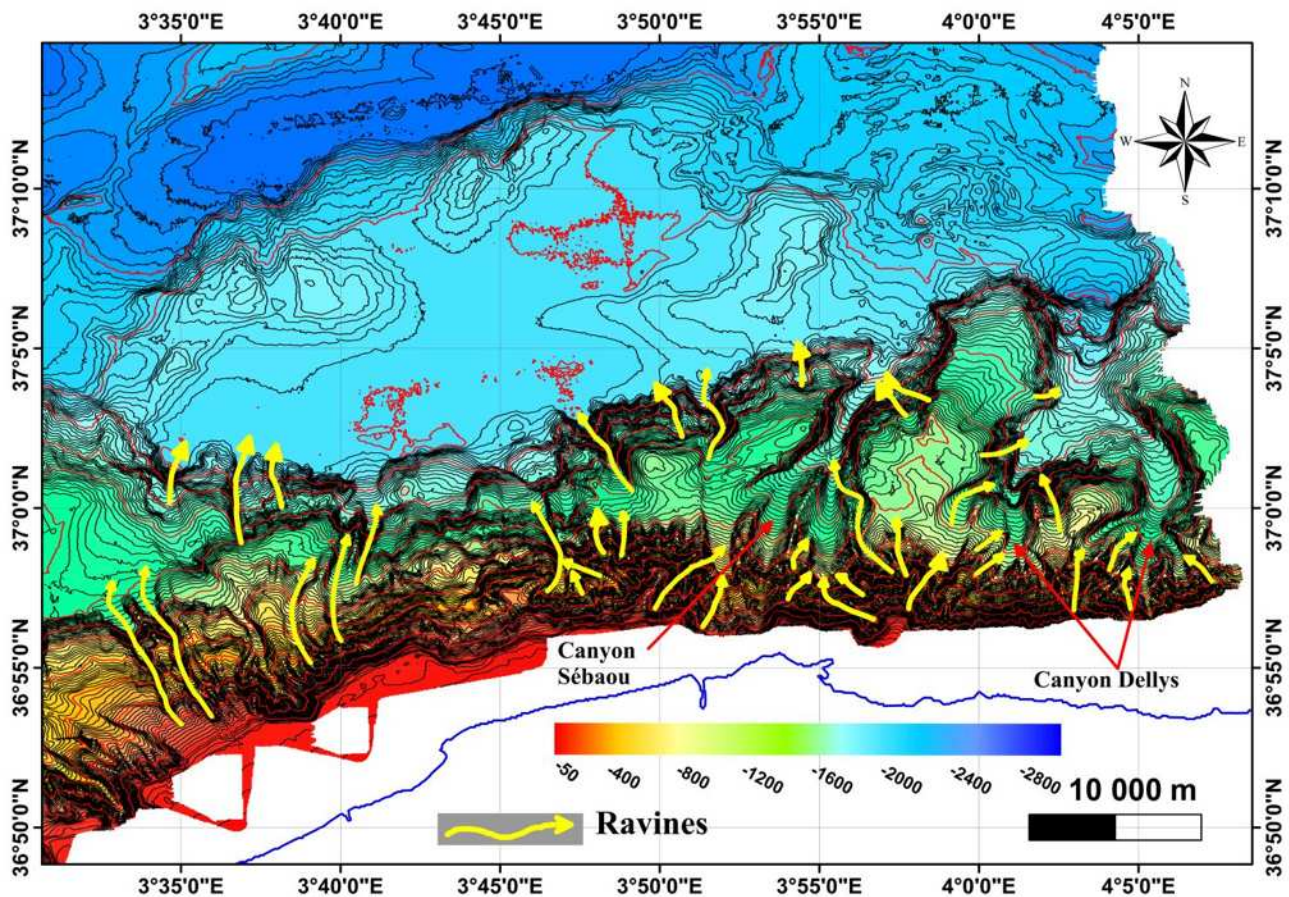 3°35'0"E 3°40'0"E 3°45'0"E 3°50'0"E 3°55'0"E 4°0'0"E 4°5'0"E
N
W E
S
37°10'0"N 37°10'0"N
37°5'0"N 37°5'0"N
37°0'0"N 37°0'0"N
36°55'0"N 36°55'0"N
Canyon
Sébaou
Canyon Dellys
-50 -400 -800 -1200 -1600 -2000 -2400 -2800
10 000 m
Ravines
36°50'0"N 36°50'0"N
3°35'0"E 3°40'0"E 3°45'0"E 3°50'0"E 3°55'0"E 4°0'0"E 4°5'0"E